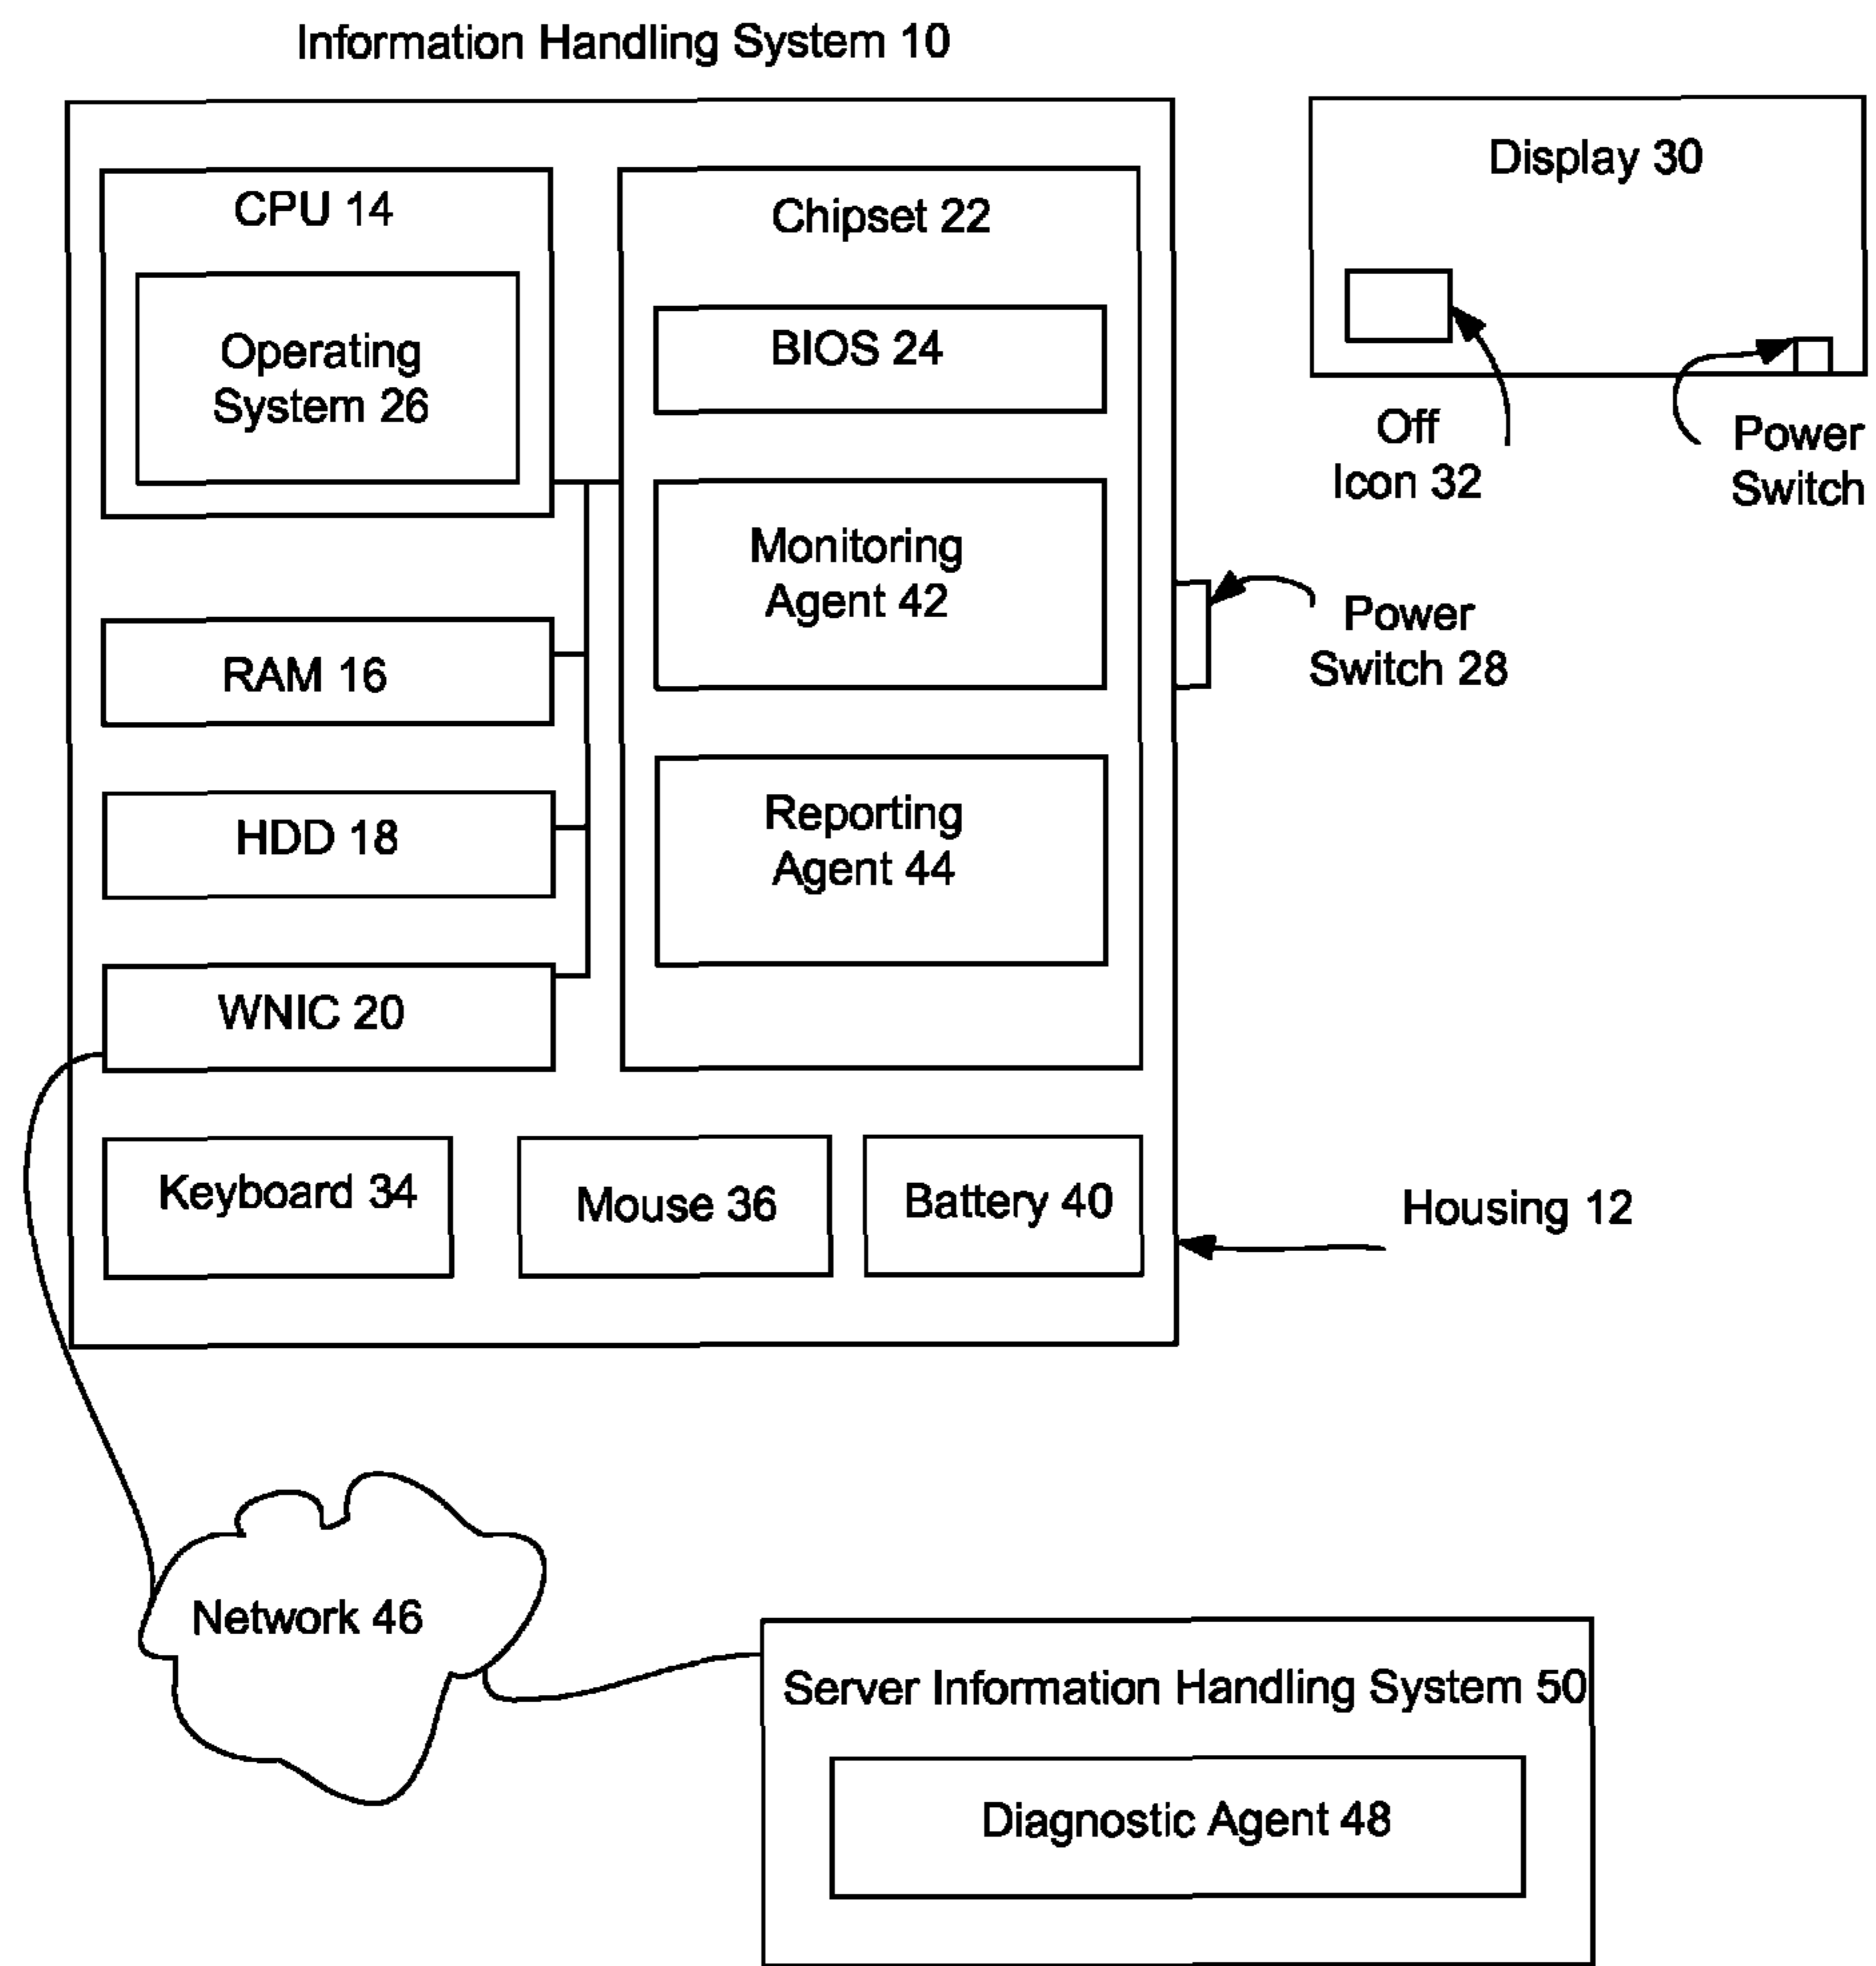 Information Handling System 10
CPU 14
Operating
System 26
RAM 16
HDD 18
WNIC 20
Chipset 22
BIOS 24
Monitoring
Agent 42
Reporting
Agent 44
Keyboard 34
Mouse 36
Battery 40
Display 30
Off
Icon 32
Power
Switch
Power
Switch 28
Housing 12
Network 46
Server Information Handling System 50
Diagnostic Agent 48